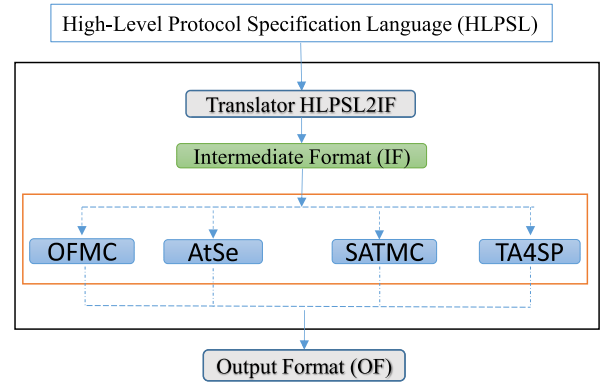 High-Level Protocol Specification Language (HLPSL)
Translator HLPSL2IF
Intermediate Format (IF)
OFMC AtSe SATMC TA4SP
Output Format (OF)